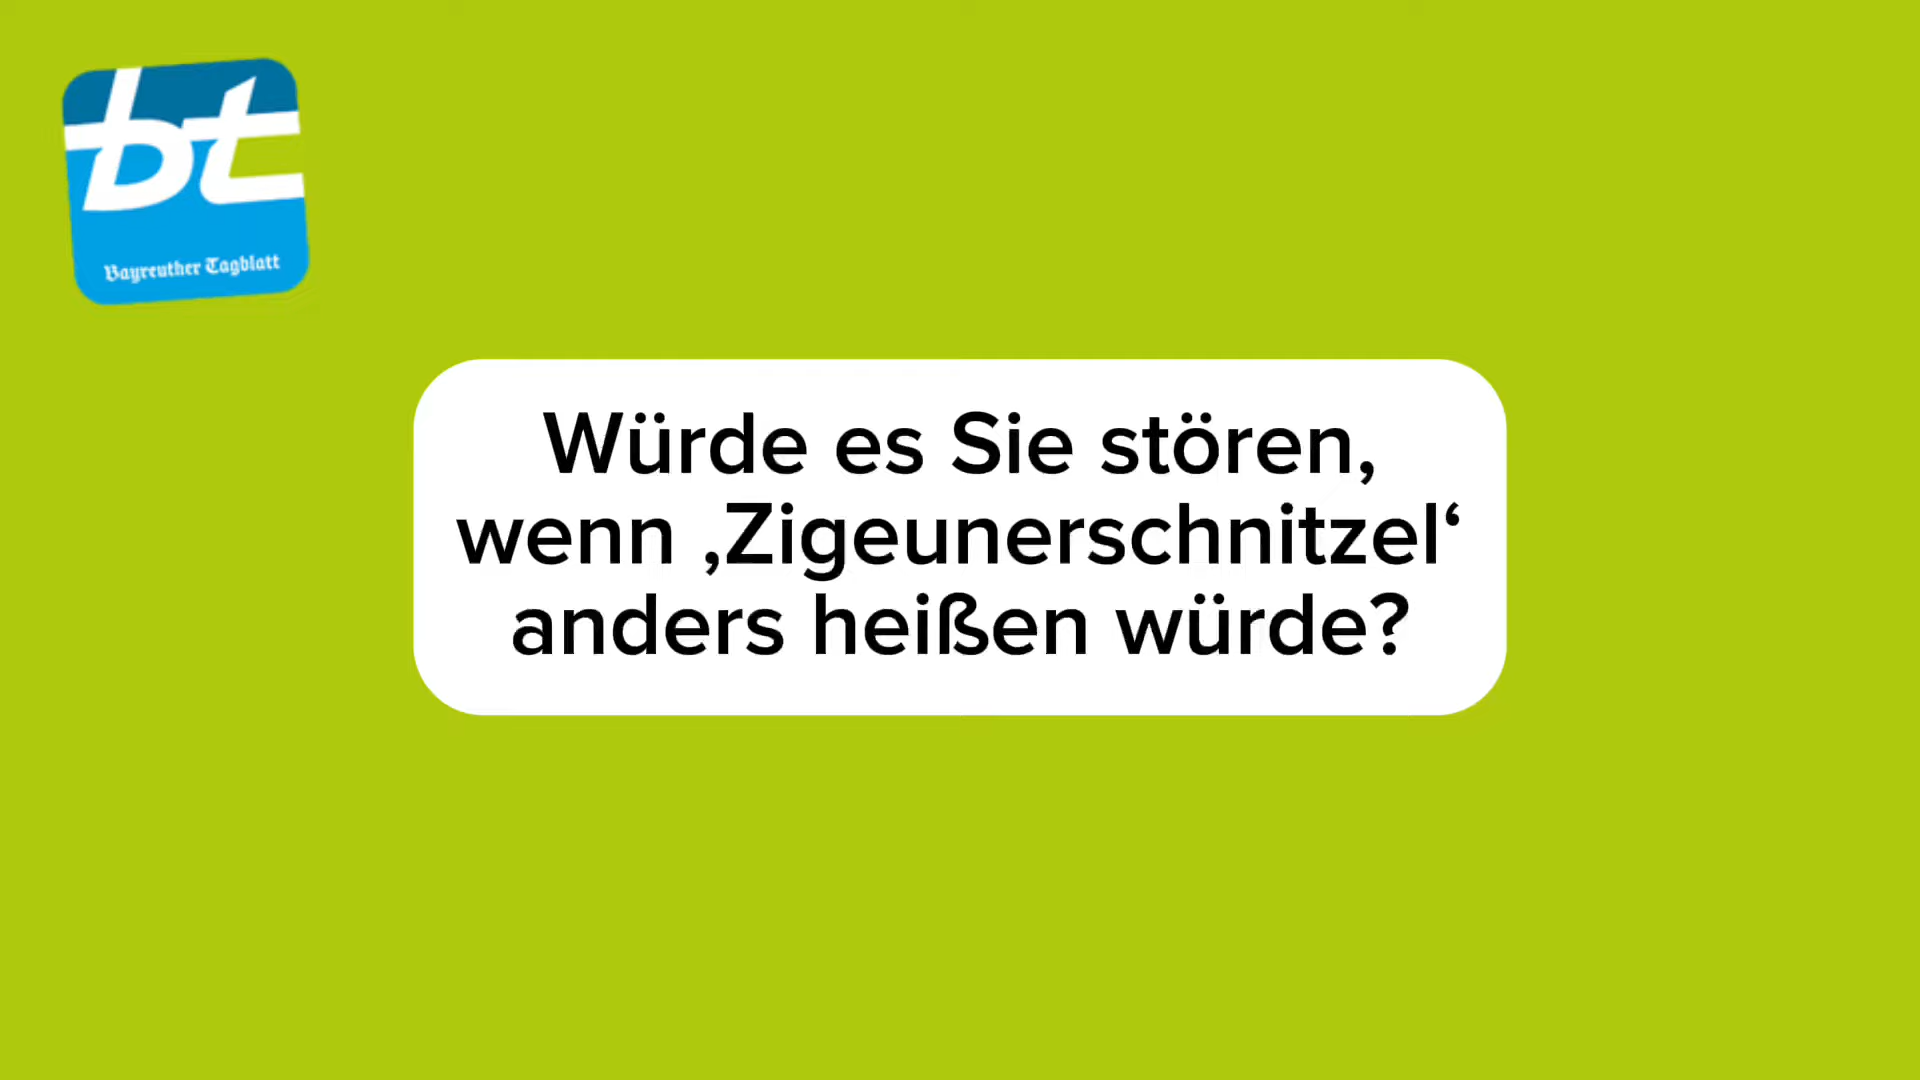 bt
Bayreuther Tagblatt
Würde es Sie stören,
wenn ‚Zigeunerschnitzel‘
anders heißen würde?